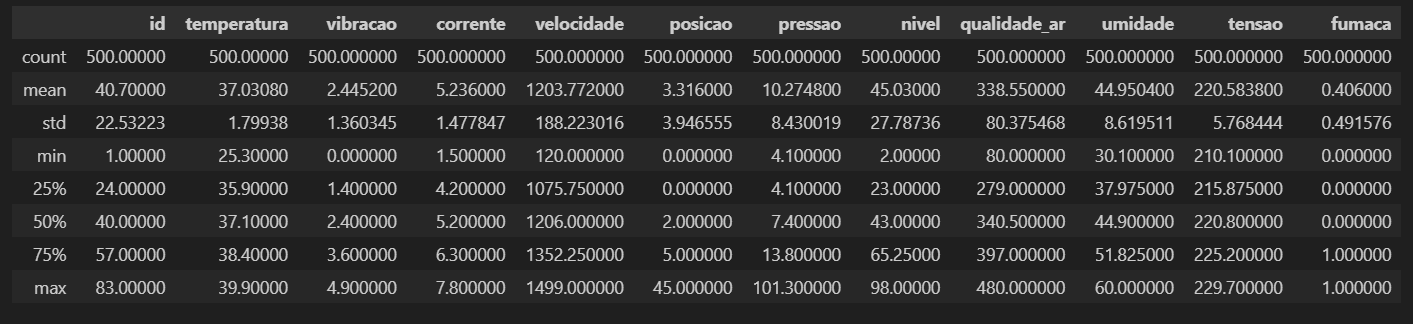 id temperatura vibracao corrente velocidade posicao pressao nivel qualidade_ar umidade tensao fumaca
count 500.00000 500.00000 500.000000 500.000000 500.000000 500.000000 500.000000 500.00000 500.000000 500.000000 500.000000 500.000000
mean 40.70000 37.03080 2.445200 5.236000 1203.772000 3.316000 10.274800 45.03000 338.550000 44.950400 220.583800 0.406000
std 22.53223 1.79938 1.360345 1.477847 188.223016 3.946555 8.430019 27.78736 80.375468 8.619511 5.768444 0.491576
min 1.00000 25.30000 0.000000 1.500000 120.000000 0.000000 4.100000 2.00000 80.000000 30.100000 210.100000 0.000000
25% 24.00000 35.90000 1.400000 4.200000 1075.750000 0.000000 4.100000 23.00000 279.000000 37.975000 215.875000 0.000000
50% 40.00000 37.10000 2.400000 5.200000 1206.000000 2.000000 7.400000 43.00000 340.500000 44.900000 220.800000 0.000000
75% 57.00000 38.40000 3.600000 6.300000 1352.250000 5.000000 13.800000 65.25000 397.000000 51.825000 225.200000 1.000000
max 83.00000 39.90000 4.900000 7.800000 1499.000000 45.000000 101.300000 98.00000 480.000000 60.000000 229.700000 1.000000